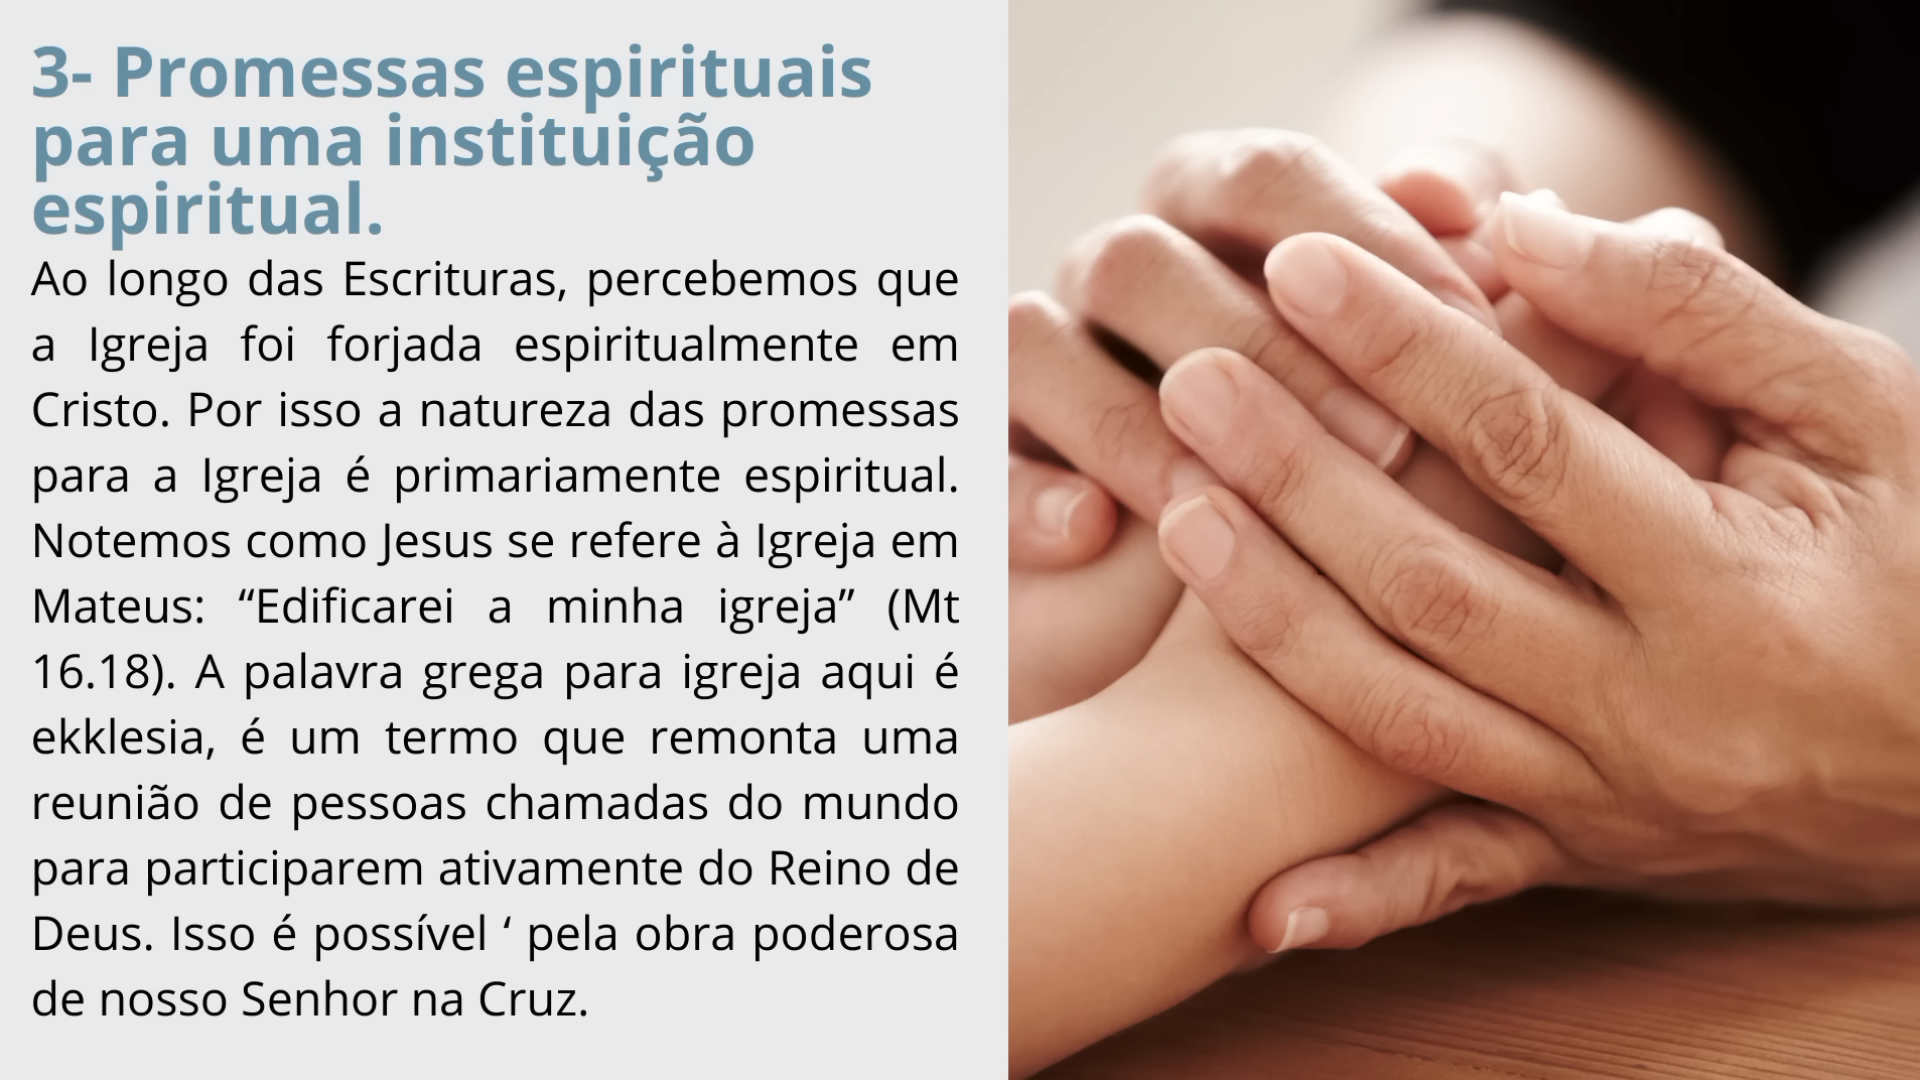 3- Promessas espirituais
para uma instituição
espiritual.
Ao longo das Escrituras, percebemos que
a Igreja foi forjada espiritualmente em
Cristo. Por isso a natureza das promessas
para a Igreja é primariamente espiritual.
Notemos como Jesus se refere à Igreja em
Mateus: “Edificarei a minha igreja” (Mt
16.18). A palavra grega para igreja aqui é
ekklesia, é um termo que remonta uma
reunião de pessoas chamadas do mundo
para participarem ativamente do Reino de
Deus. Isso é possível ‘ pela obra poderosa
de nosso Senhor na Cruz.